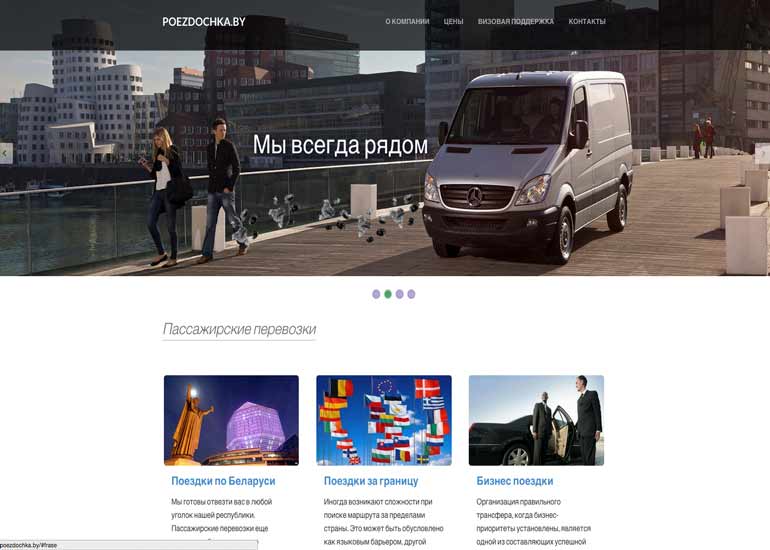 POEZDOCHKA.BY
О КОМПАНИИ ЦЕНЫ ВИЗОВАЯ ПОДДЕРЖКА КОНТАКТЫ
Мы всегда рядом
Пассажирские перевозки
Поездки по Беларуси
Мы готовы отвезти вас в любой
уголок нашей республики.
Пассажирские перевозки еще
Поездки за границу
Иногда возникают сложности при
поиске маршрута за пределами
страны. Это может быть обусловлено
как языковым барьером, другой
Бизнес поездки
Организация правильного
трансфера, когда бизнес-
приоритеты установлены, является
одной из составляющих успешной
poezdochka.by/#frase